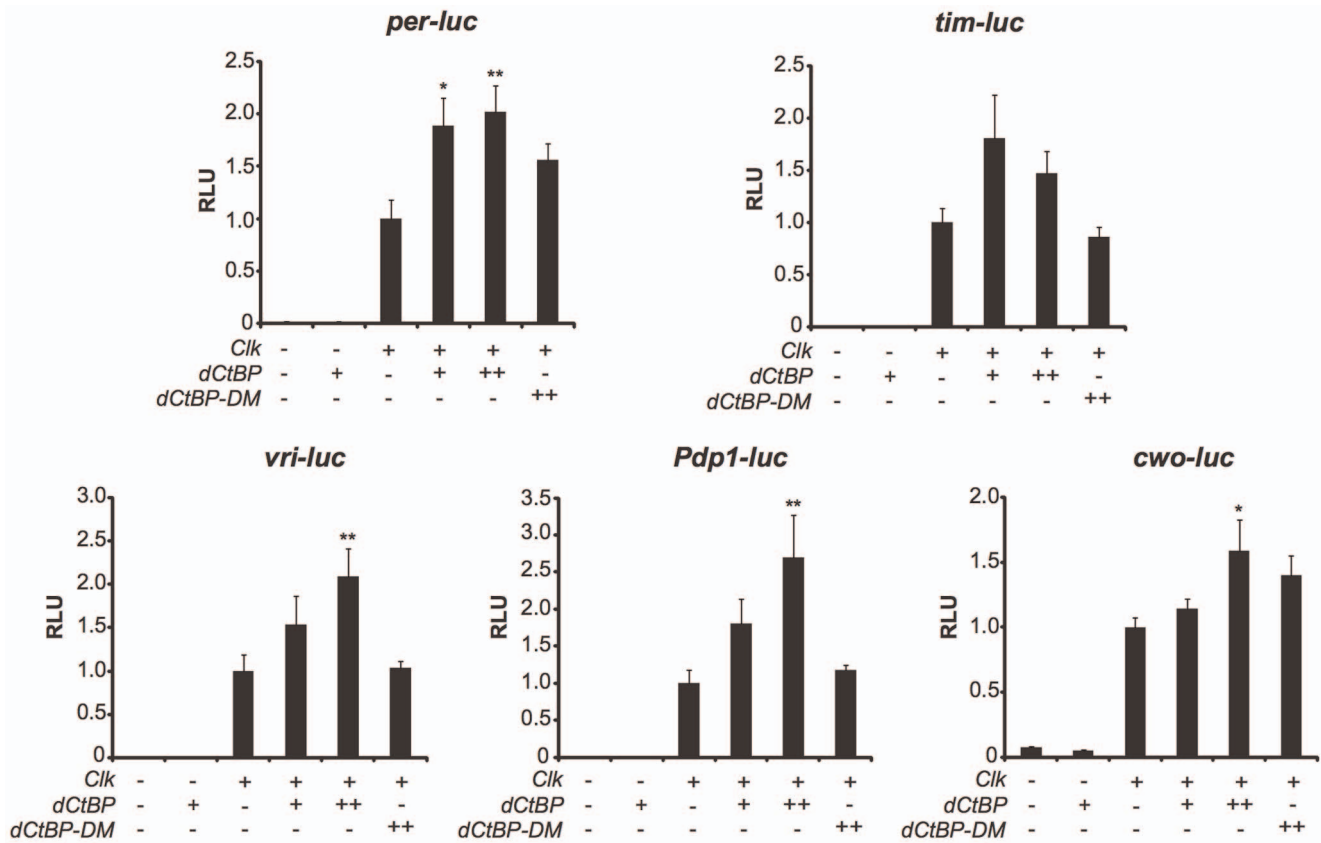 per-luc
2.5
**
*
2.0
1.5
RLU
1.0
0.5
0
Clk - - + + + +
dCtBP - + - + ++ -
dCtBP-DM - - - - - ++
tim-luc
2.5
2.0
1.5
RLU
1.0
0.5
0
Clk - - + + + +
dCtBP - + - + ++ -
dCtBP-DM - - - - - ++
vri-luc
3.0
2.5
**
2.0
RLU
1.5
1.0
0.5
0
Clk - - + + + +
dCtBP - + - + ++ -
dCtBP-DM - - - - - ++
Pdp1-luc
3.5
**
3.0
2.5
2.0
RLU
1.5
1.0
0.5
0
Clk - - + + + +
dCtBP - + - + ++ -
dCtBP-DM - - - - - ++
cwo-luc
2.0
*
1.5
RLU
1.0
0.5
0
Clk - - + + + +
dCtBP - + - + ++ -
dCtBP-DM - - - - - ++